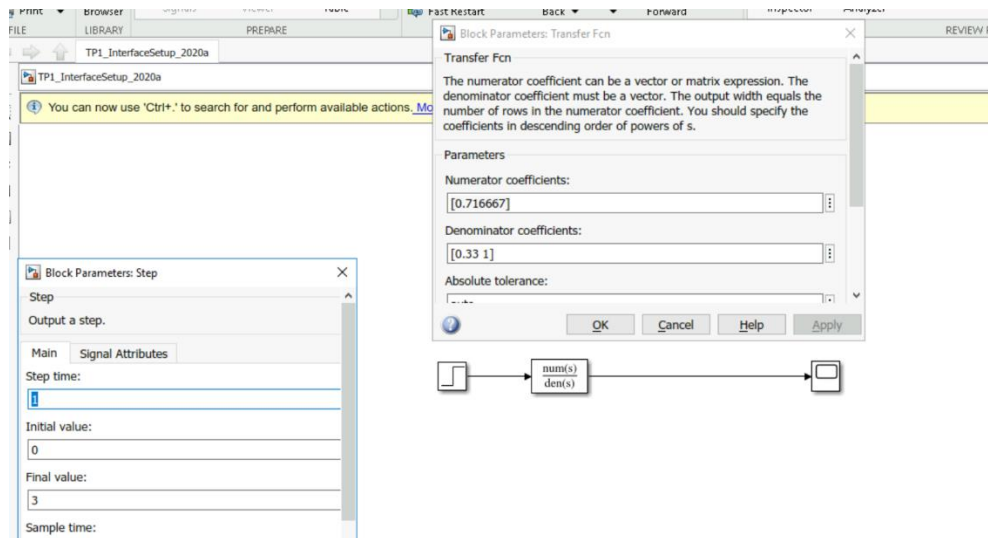 Print
Browser
Fast Restart
Back
Forward
FILE
LIBRARY
PREPARE
REVIEW
TP1_InterfaceSetup_2020a
TP1_InterfaceSetup_2020a
You can now use 'Ctrl+.' to search for and perform available actions. Mo
Block Parameters: Transfer Fcn
Transfer Fcn
The numerator coefficient can be a vector or matrix expression. The
denominator coefficient must be a vector. The output width equals the
number of rows in the numerator coefficient. You should specify the
coefficients in descending order of powers of s.
Parameters
Numerator coefficients:
[0.716667]
Denominator coefficients:
[0.33 1]
Absolute tolerance:
OK Cancel Help Apply
Block Parameters: Step
Step
Output a step.
Main Signal Attributes
Step time:
1
Initial value:
0
Final value:
3
Sample time:
num(s)
den(s)